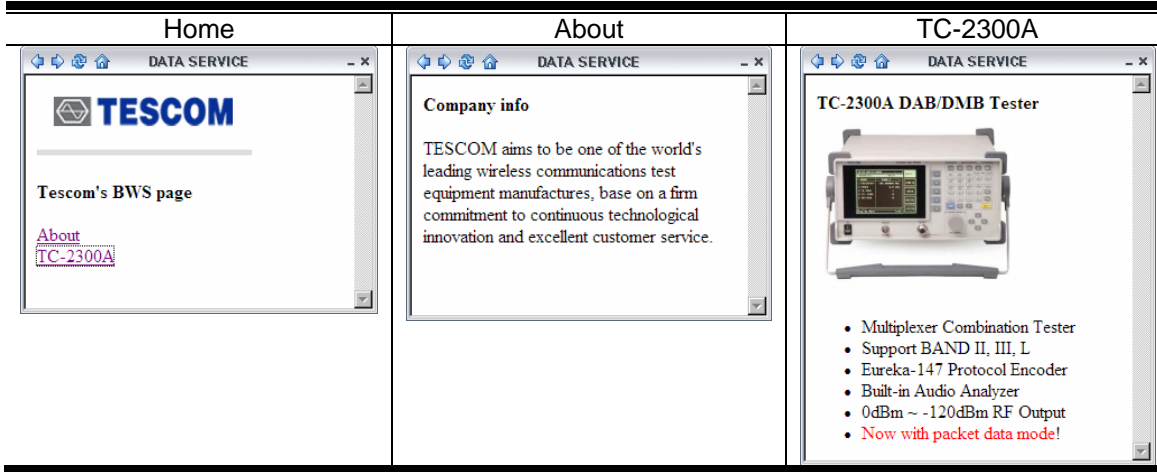 Home
About
TC-2300A
DATA SERVICE
TESCOM
Tescom's BWS page
About
TC-2300A
DATA SERVICE
Company info
TESCOM aims to be one of the world's
leading wireless communications test
equipment manufactures, base on a firm
commitment to continuous technological
innovation and excellent customer service.
DATA SERVICE
TC-2300A DAB/DMB Tester
• Multiplexer Combination Tester
• Support BAND II, III, L
• Eureka-147 Protocol Encoder
• Built-in Audio Analyzer
• 0dBm ~ -120dBm RF Output
• Now with packet data mode!